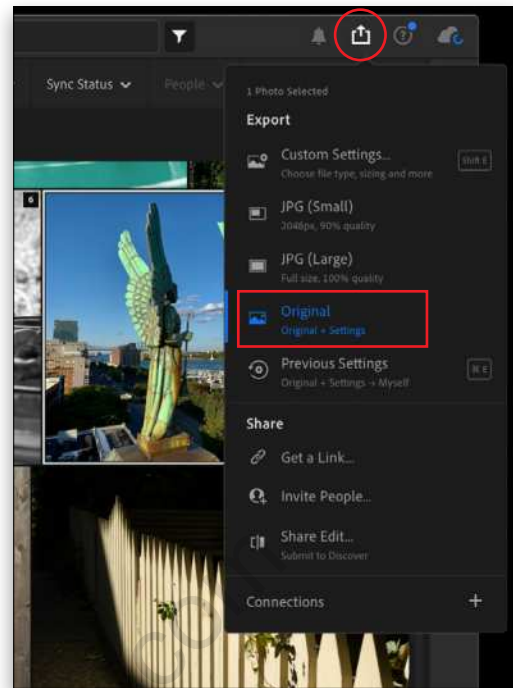 Sync Status
People
1 Photo Selected
Export
Custom Settings...
Shift E
Choose file type, sizing and more
JPG (Small)
2048px, 90% quality
JPG (Large)
Full size, 100% quality
Original
Original + Settings
Previous Settings
⌘ E
Original + Settings → Myself
Share
Get a Link...
Invite People...
Share Edit...
Submit to Discover
Connections
6